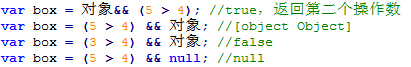 var box = 对象&& (5 > 4); //true，返回第二个操作数
var box = (5 > 4) && 对象; //[object Object]
var box = (3 > 4) && 对象; //false
var box = (5 > 4) && null; //null